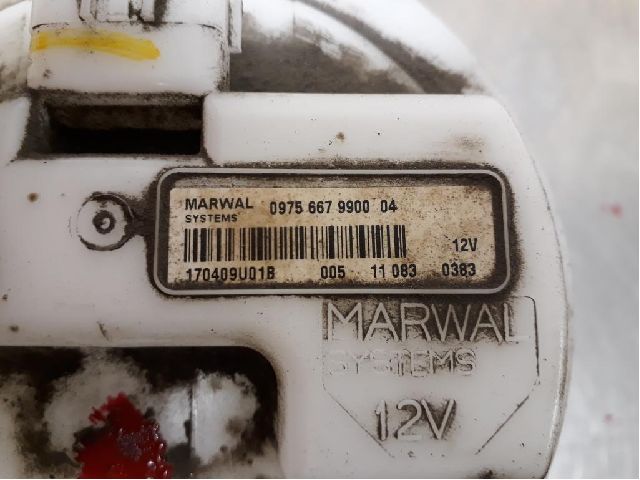 MARWAL 0975 667 9900 04
SYSTEMS
12V
170409U01B 005 11 083 0383
MARWAL
SYSTEMS
12V